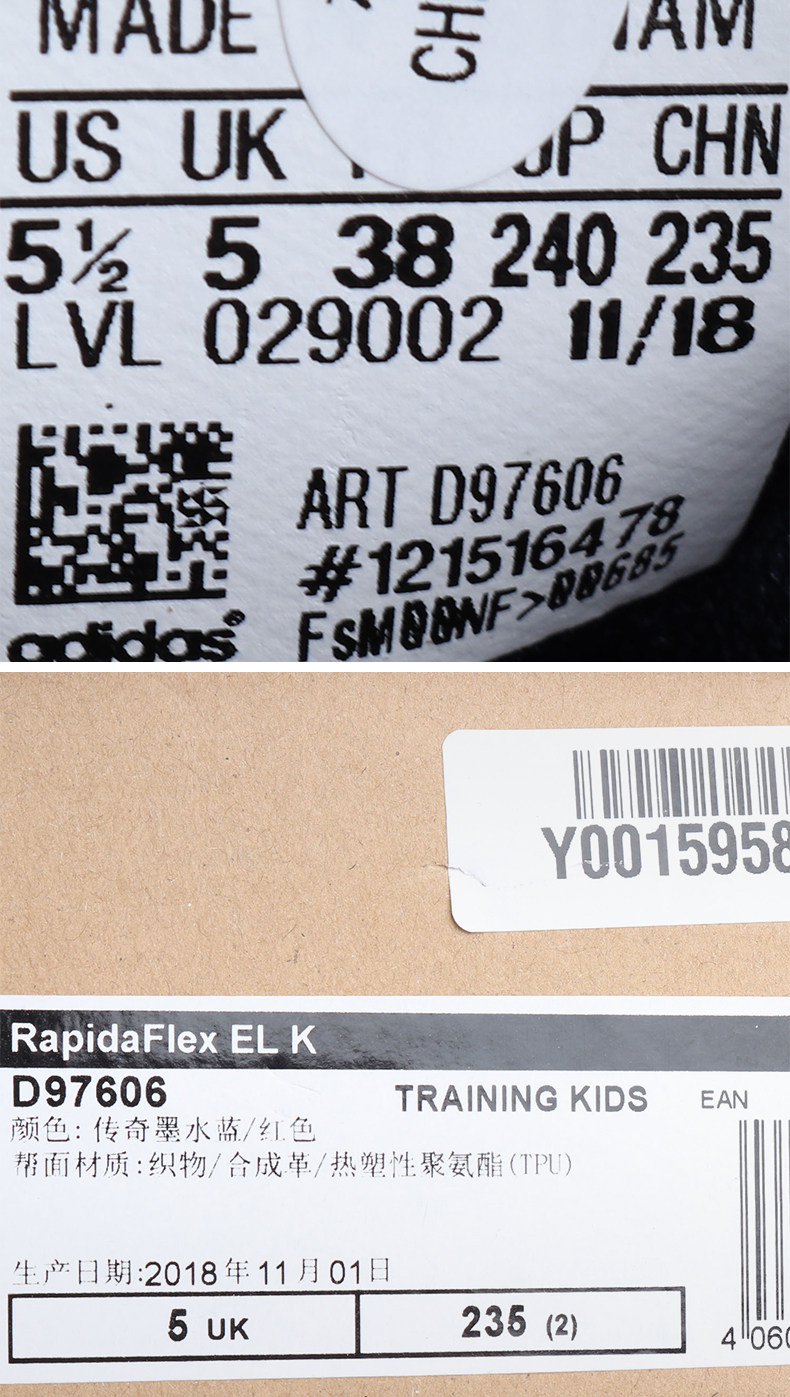 MADE
CH
US UK JP CHN
5½ 5 38 240 235
LVL 029002 11/18
ART D97606
#121516478
FsM00NF>00685
adidas®
Y0015958
RapidaFlex EL K
D97606 TRAINING KIDS EAN
颜色: 传奇墨水蓝/红色
帮面材质:织物/合成革/热塑性聚氨酯(TPU)
生产日期:2018年11月01日
5 UK 235 (2)
4 060